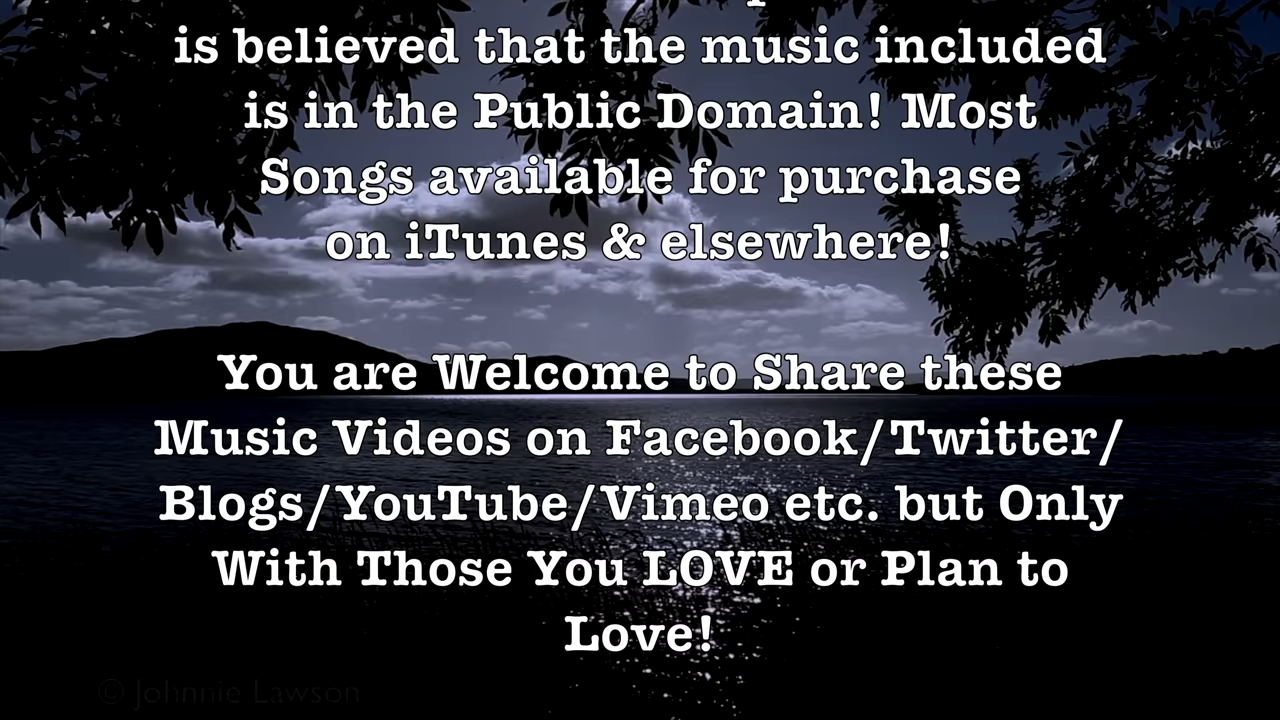 is believed that the music included
is in the Public Domain! Most
Songs available for purchase
on iTunes & elsewhere!
You are Welcome to Share these
Music Videos on Facebook/Twitter/
Blogs/YouTube/Vimeo etc. but Only
With Those You LOVE or Plan to
Love!
© Johnnie Lawson